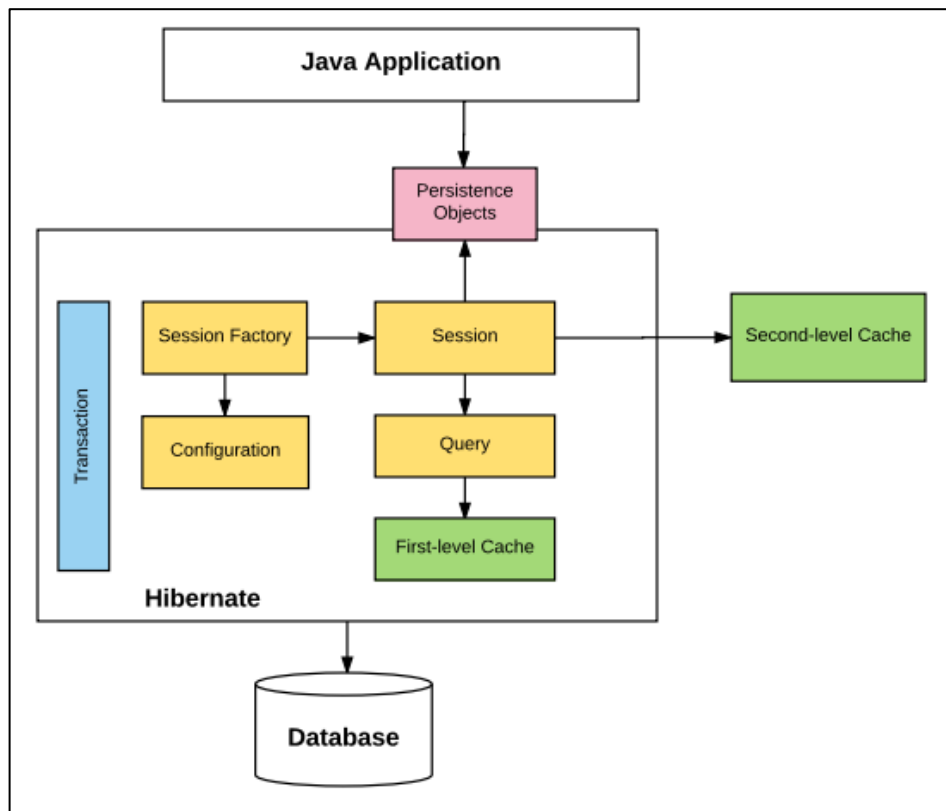 Java Application
Persistence
Objects
Session Factory
Session
Second-level Cache
Transaction
Configuration
Query
First-level Cache
Hibernate
Database